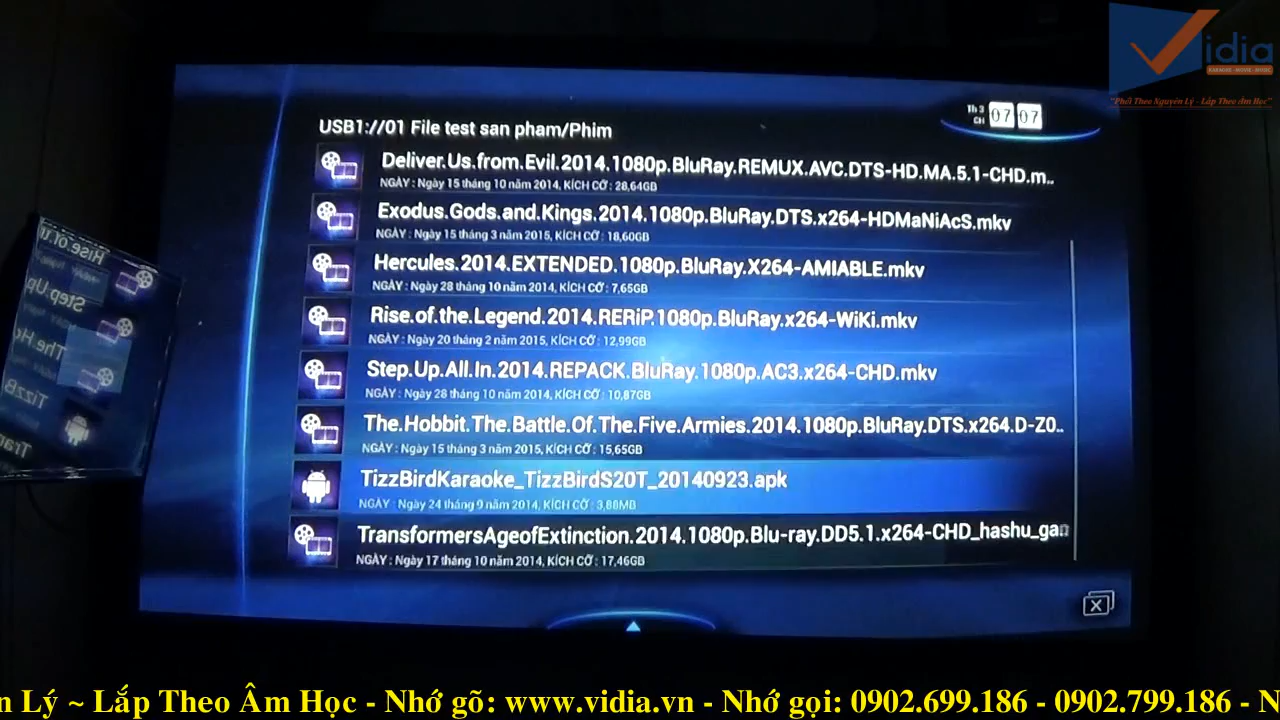 Vidia
KARAOKE - MOVIE - MUSIC
"Phối Theo Nguyên Lý - Lắp Theo Âm Học"
Th 3
CH
07 07
USB1://01 File test san pham/Phim
Deliver.Us.from.Evil.2014.1080p.BluRay.REMUX.AVC.DTS-HD.MA.5.1-CHD.m..
NGÀY : Ngày 15 tháng 10 năm 2014, KÍCH CỠ : 28,64GB
Exodus.Gods.and.Kings.2014.1080p.BluRay.DTS.x264-HDMaNiAcS.mkv
NGÀY : Ngày 15 tháng 3 năm 2015, KÍCH CỠ : 18,60GB
Hercules.2014.EXTENDED.1080p.BluRay.X264-AMIABLE.mkv
NGÀY : Ngày 28 tháng 10 năm 2014, KÍCH CỠ : 7,65GB
Rise.of.the.Legend.2014.RERiP.1080p.BluRay.x264-WiKi.mkv
NGÀY : Ngày 20 tháng 2 năm 2015, KÍCH CỠ : 12,99GB
Step.Up.All.In.2014.REPACK.BluRay.1080p.AC3.x264-CHD.mkv
NGÀY : Ngày 28 tháng 10 năm 2014, KÍCH CỠ : 10,87GB
The.Hobbit.The.Battle.Of.The.Five.Armies.2014.1080p.BluRay.DTS.x264.D-Z0..
NGÀY : Ngày 15 tháng 3 năm 2015, KÍCH CỠ : 15,65GB
TizzBirdKaraoke_TizzBirdS20T_20140923.apk
NGÀY : Ngày 24 tháng 9 năm 2014, KÍCH CỠ : 3,88MB
TransformersAgeofExtinction.2014.1080p.Blu-ray.DD5.1.x264-CHD_hashu_gan
NGÀY : Ngày 17 tháng 10 năm 2014, KÍCH CỠ : 17,46GB
Rise of
Step Up
TizzB
Tra
n Lý ~ Lắp Theo Âm Học - Nhớ gõ: www.vidia.vn - Nhớ gọi: 0902.699.186 - 0902.799.186 - N